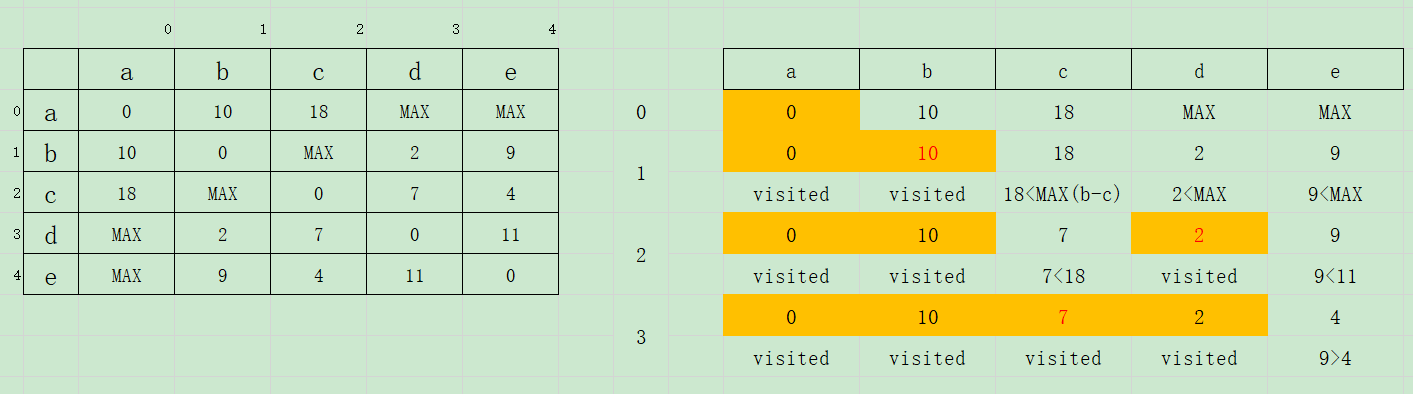 0 1 2 3 4
a b c d e
0 a 0 10 18 MAX MAX
1 b 10 0 MAX 2 9
2 c 18 MAX 0 7 4
3 d MAX 2 7 0 11
4 e MAX 9 4 11 0
a b c d e
0 0 10 18 MAX MAX
1 0 10 18 2 9
visited visited 18<MAX(b-c) 2<MAX 9<MAX
2 0 10 7 2 9
visited visited 7<18 visited 9<11
3 0 10 7 2 4
visited visited visited visited 9>4